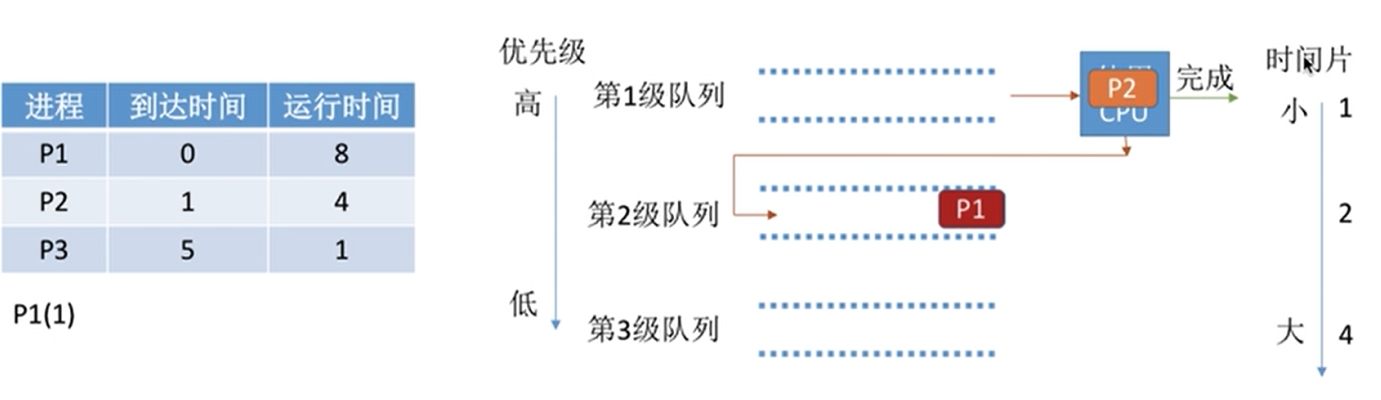 进程 到达时间 运行时间
P1 0 8
P2 1 4
P3 5 1
P1(1)
优先级
高
低
第1级队列
第2级队列
第3级队列
P2
CPU
完成
P1
时间片
小 1
2
大 4